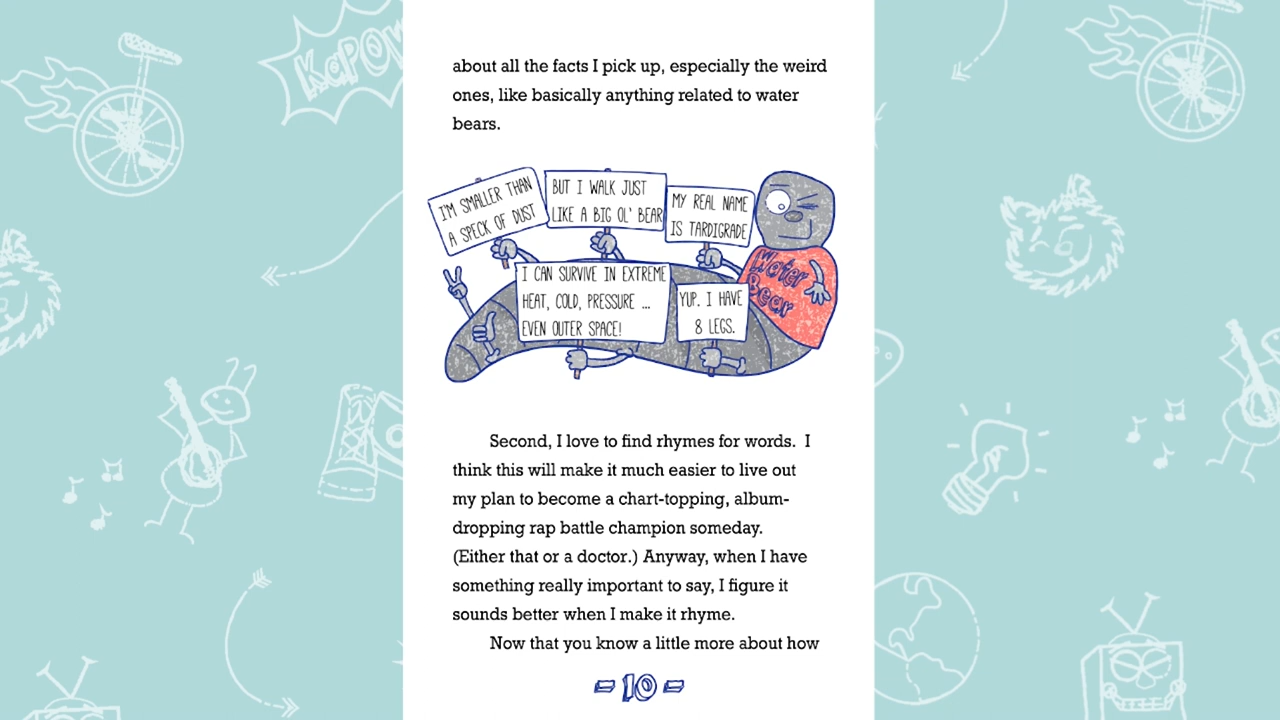 KAPOW
about all the facts I pick up, especially the weird
ones, like basically anything related to water
bears.
I'M SMALLER THAN
A SPECK OF DUST
BUT I WALK JUST
LIKE A BIG OL' BEAR
MY REAL NAME
IS TARDIGRADE
Water
Bear
I CAN SURVIVE IN EXTREME
HEAT, COLD, PRESSURE ...
EVEN OUTER SPACE!
YUP. I HAVE
8 LEGS.
Second, I love to find rhymes for words. I
think this will make it much easier to live out
my plan to become a chart-topping, album-
dropping rap battle champion someday.
(Either that or a doctor.) Anyway, when I have
something really important to say, I figure it
sounds better when I make it rhyme.
Now that you know a little more about how
- 10 -